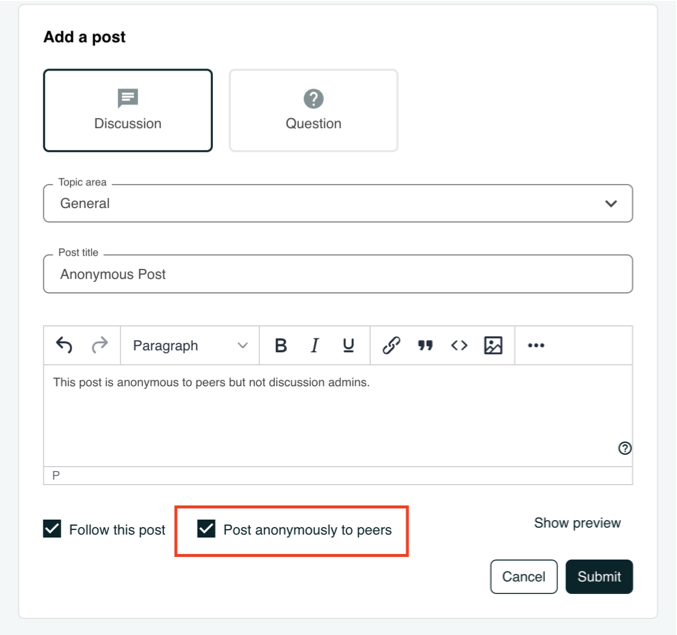 Add a post
Discussion
Question
Topic area
General
Post title
Anonymous Post
Paragraph B I U
This post is anonymous to peers but not discussion admins.
P
Follow this post
Post anonymously to peers
Show preview
Cancel
Submit